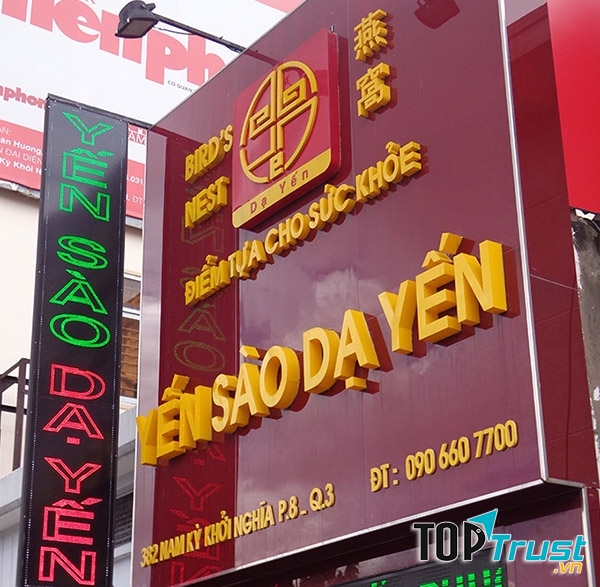 YẾN SÀO DẠ-YẾN
BIRD'S
NEST
燕窩
Dạ Yến
ĐIỂM TỰA CHO SỨC KHỎE
YẾN SÀO DẠ YẾN
382 NAM KỲ KHỞI NGHĨA P.8 _ Q.3
ĐT : 090 660 7700
TOPTrust
.vn